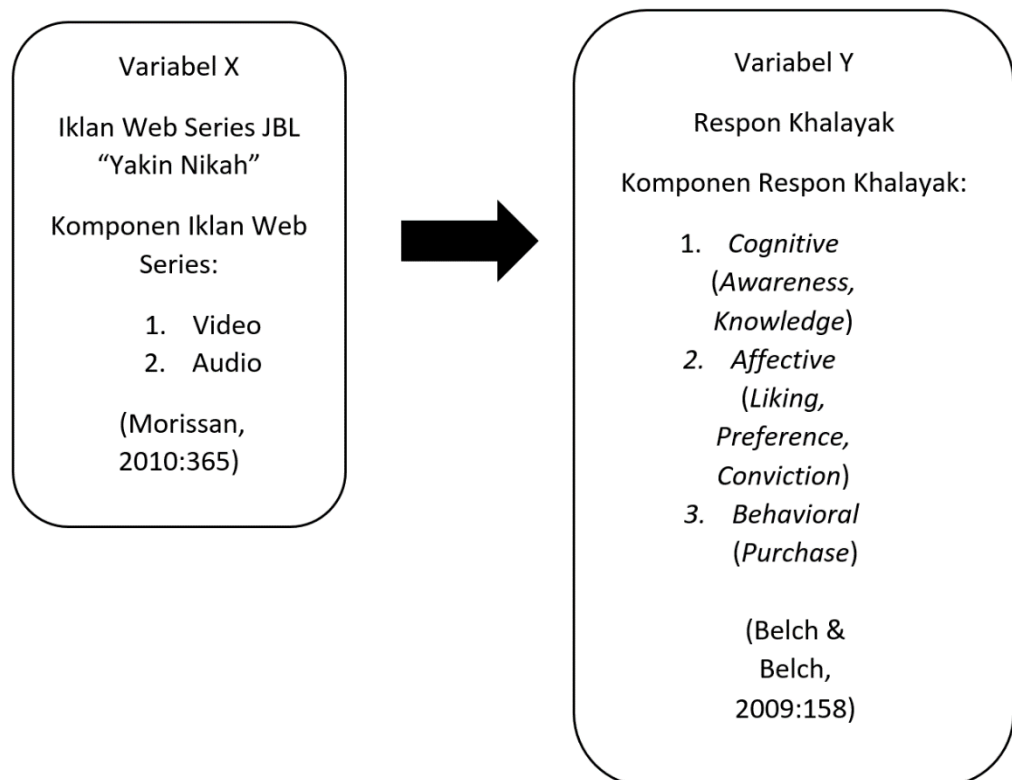 Variabel X
Iklan Web Series JBL
“Yakin Nikah”
Komponen Iklan Web
Series:
1. Video
2. Audio
(Morissan,
2010:365)
Variabel Y
Respon Khalayak
Komponen Respon Khalayak:
1. Cognitive
(Awareness,
Knowledge)
2. Affective
(Liking,
Preference,
Conviction)
3. Behavioral
(Purchase)
(Belch &
Belch,
2009:158)